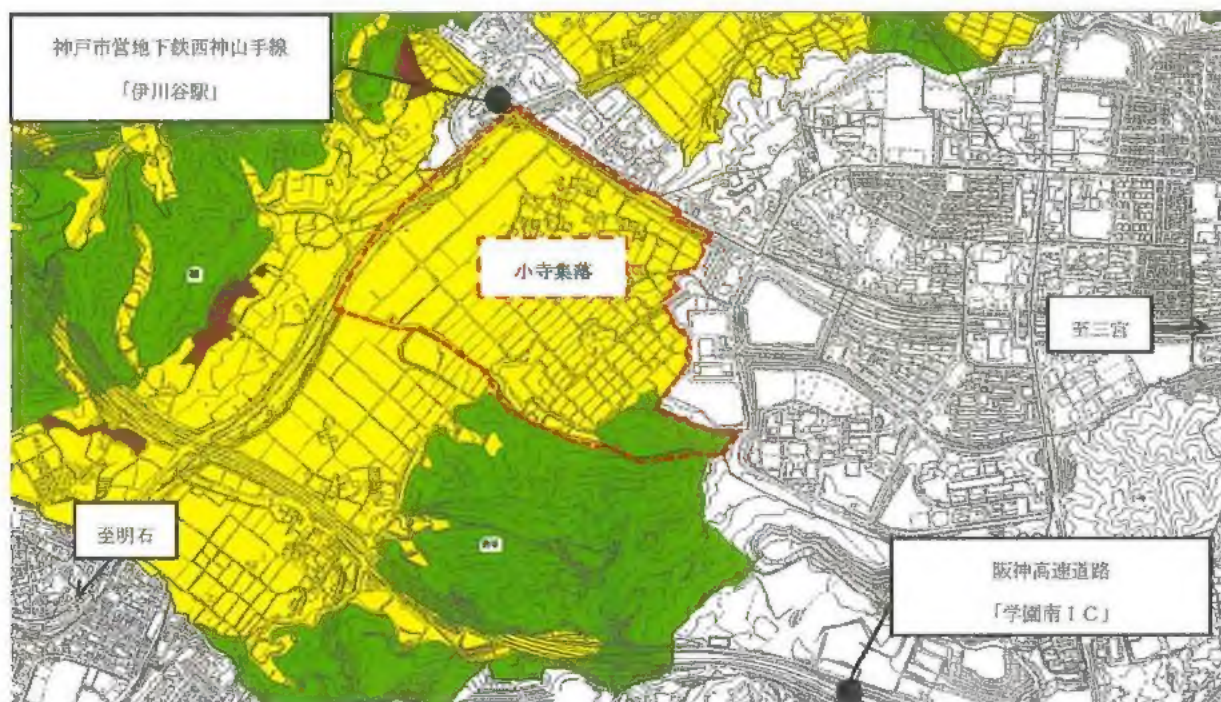 神戸市営地下鉄西神山手線
「伊川谷駅」
小寺集落
至三宮
至明石
阪神高速道路
「学園南IC」